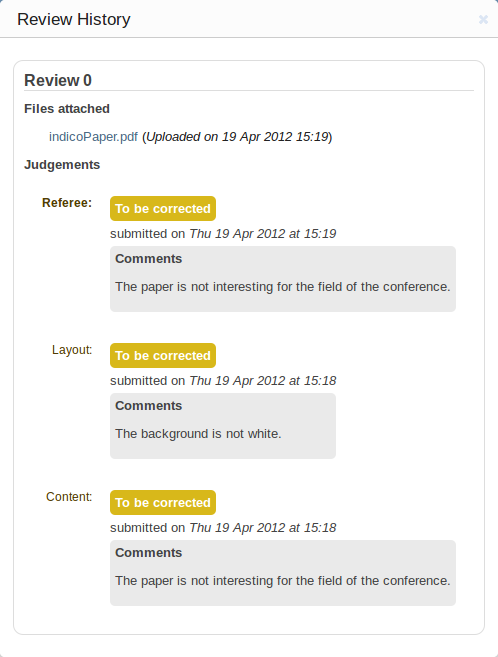 Review History
Review 0
Files attached
indicoPaper.pdf (Uploaded on 19 Apr 2012 15:19)
Judgements
Referee: To be corrected
submitted on Thu 19 Apr 2012 at 15:19
Comments
The paper is not interesting for the field of the conference.
Layout: To be corrected
submitted on Thu 19 Apr 2012 at 15:18
Comments
The background is not white.
Content: To be corrected
submitted on Thu 19 Apr 2012 at 15:18
Comments
The paper is not interesting for the field of the conference.